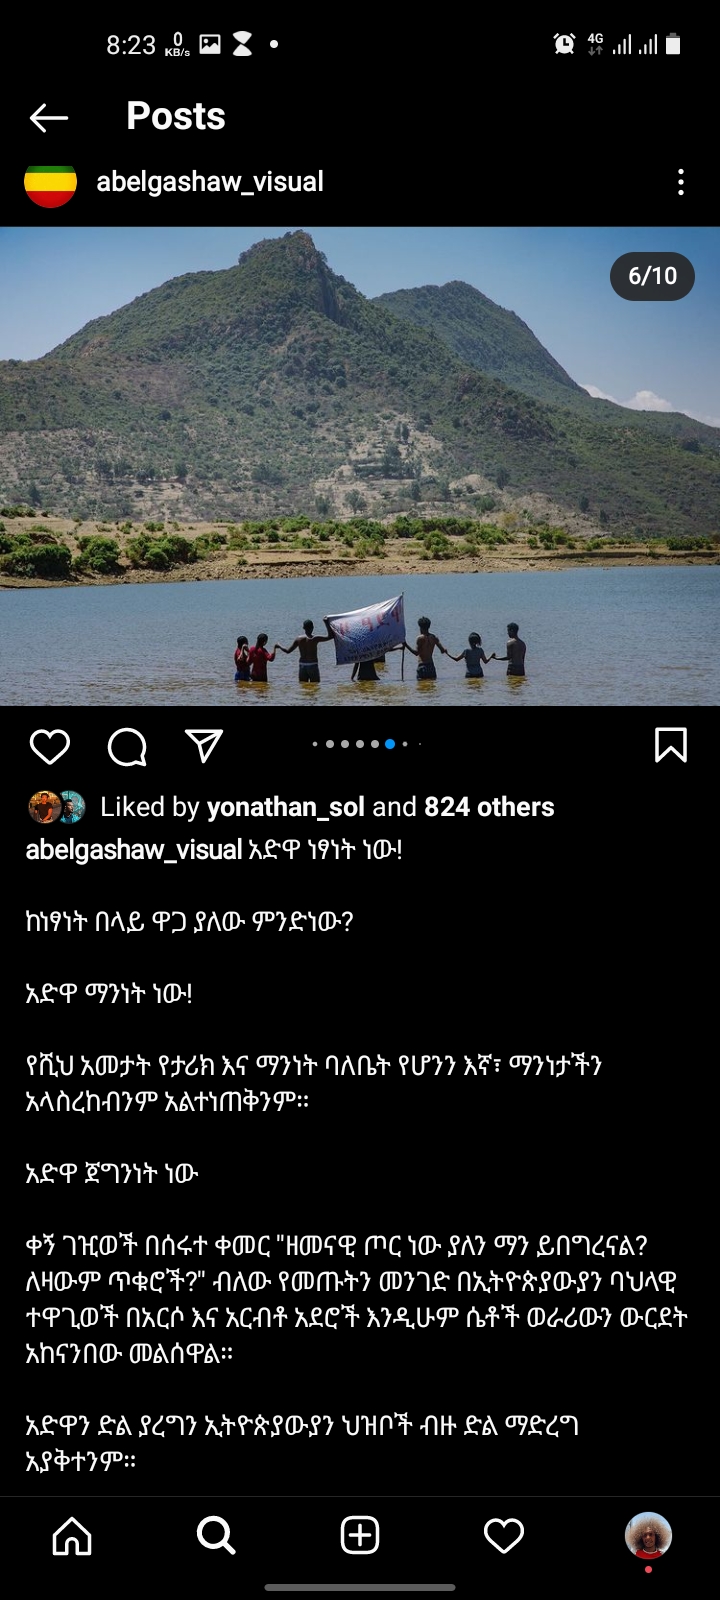 8:23 0 KB/s 4G
Posts
abelgashaw_visual
6/10
Liked by yonathan_sol and 824 others
abelgashaw_visual አድዋ ነፃነት ነው!
ከነፃነት በላይ ዋጋ ያለው ምንድነው?
አድዋ ማንነት ነው!
የሺህ አመታት የታሪክ እና ማንነት ባለቤት የሆንን እኛ፣ ማንነታችን
አላስረከብንም አልተነጠቅንም።
አድዋ ጀግንነት ነው
ቀኝ ገዢወች በሰሩተ ቀመር "ዘመናዊ ጦር ነው ያለን ማን ይበግረናል?
ለዛውም ጥቁሮች?" ብለው የመጡትን መንገድ በኢትዮጵያውያን ባህላዊ
ተዋጊወች በአርሶ እና አርብቶ አደሮች እንዲሁም ሴቶች ወራሪውን ውርደት
አከናንበው መልሰዋል።
አድዋን ድል ያረግን ኢትዮጵያውያን ህዝቦች ብዙ ድል ማድረግ
አያቅተንም።